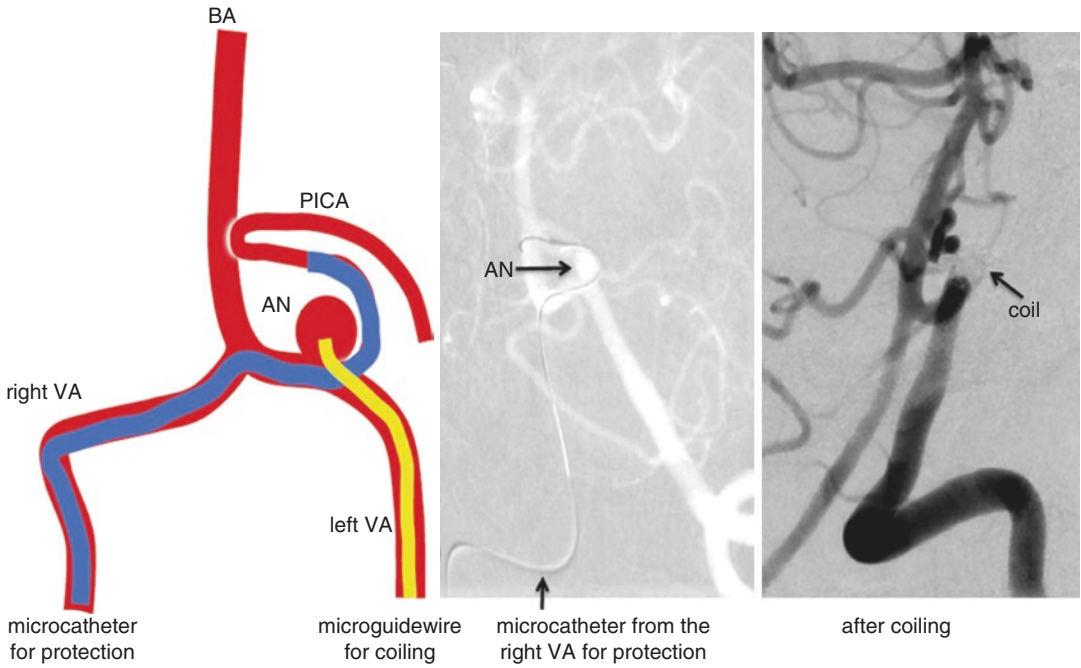 BA
PICA
AN
right VA
left VA
AN
coil
microcatheter
for protection
microguidewire
for coiling
microcatheter from the
right VA for protection
after coiling